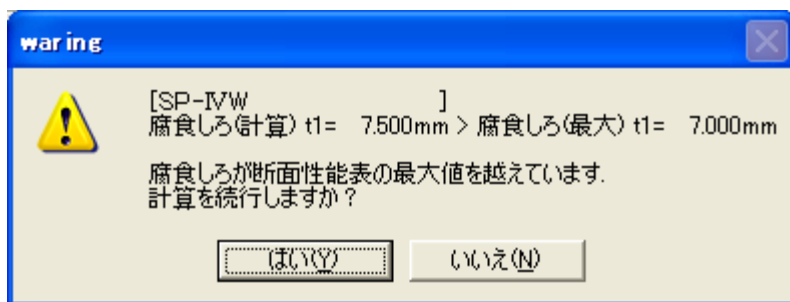 waring
[SP-ⅣW ]
腐食しろ(計算) t1= 7.500mm > 腐食しろ(最大) t1= 7.000mm
腐食しろが断面性能表の最大値を越えています.
計算を続行しますか？
はい(Y) いいえ(N)